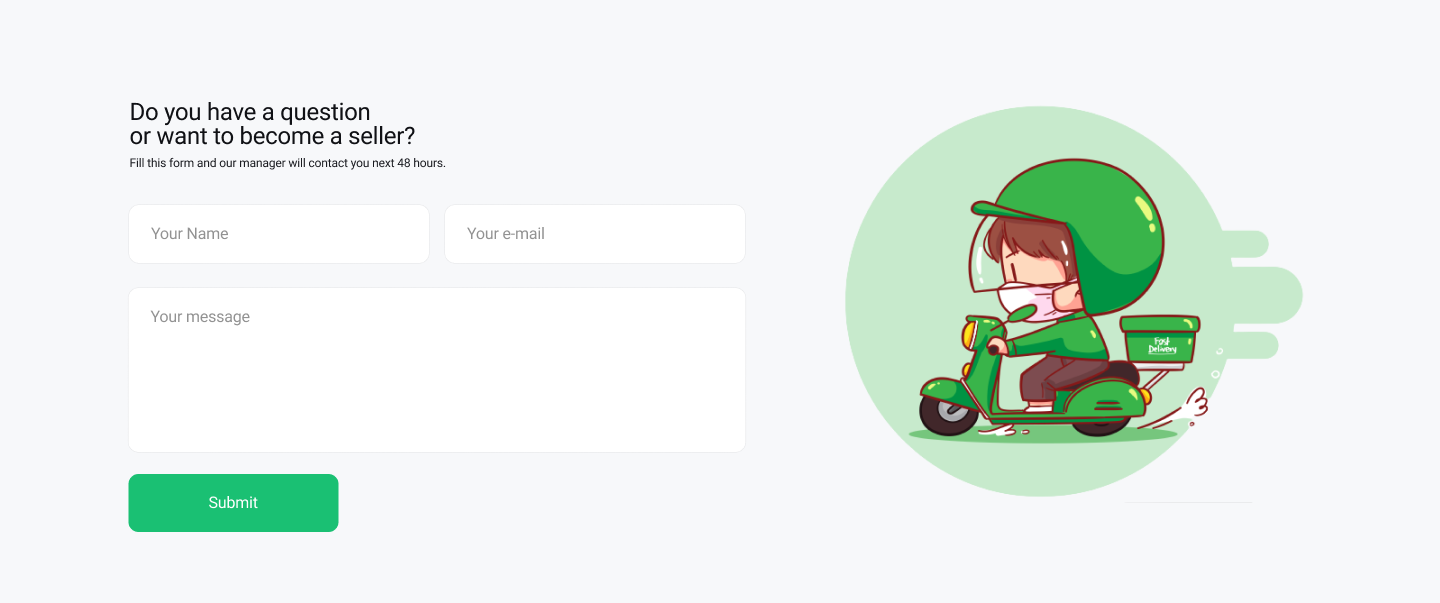 Do you have a question
or want to become a seller?
Fill this form and our manager will contact you next 48 hours.
Your Name
Your e-mail
Your message
Submit
Fast
Delivery